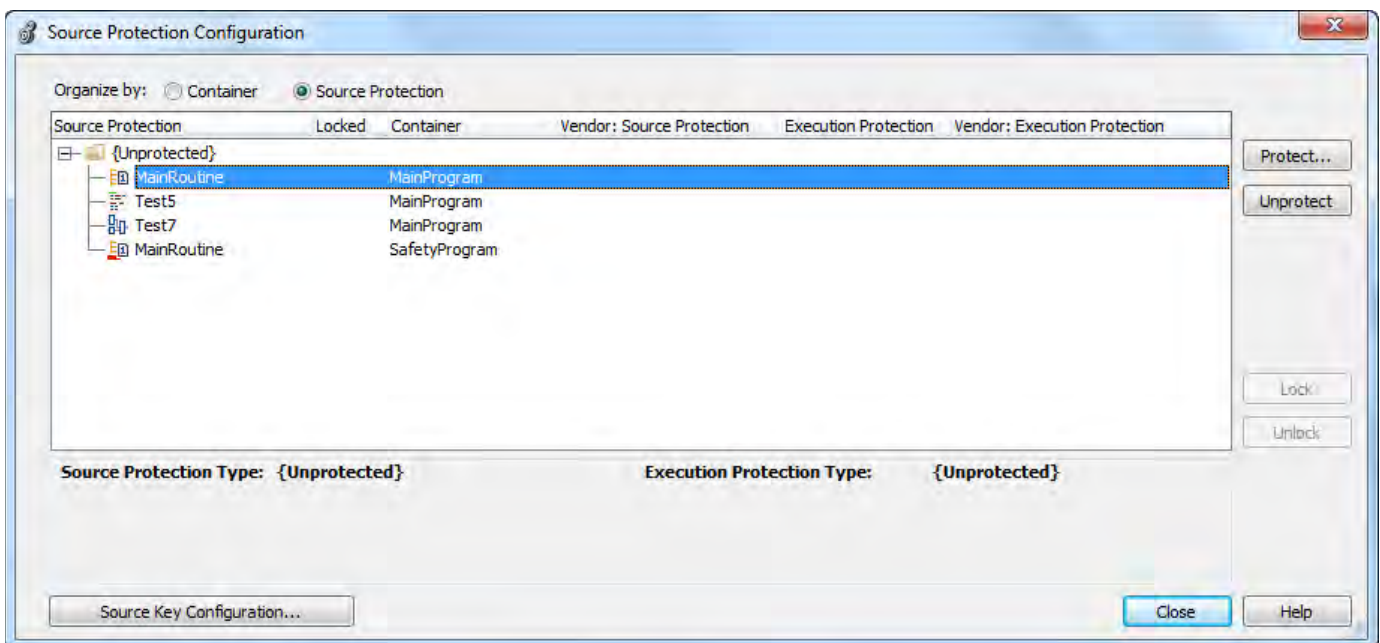 Source Protection Configuration
Organize by: Container Source Protection
Source Protection Locked Container Vendor: Source Protection Execution Protection Vendor: Execution Protection
{Unprotected}
MainRoutine MainProgram
Test5 MainProgram
Test7 MainProgram
MainRoutine SafetyProgram
Protect...
Unprotect
Lock
Unlock
Source Protection Type: {Unprotected} Execution Protection Type: {Unprotected}
Source Key Configuration... Close Help